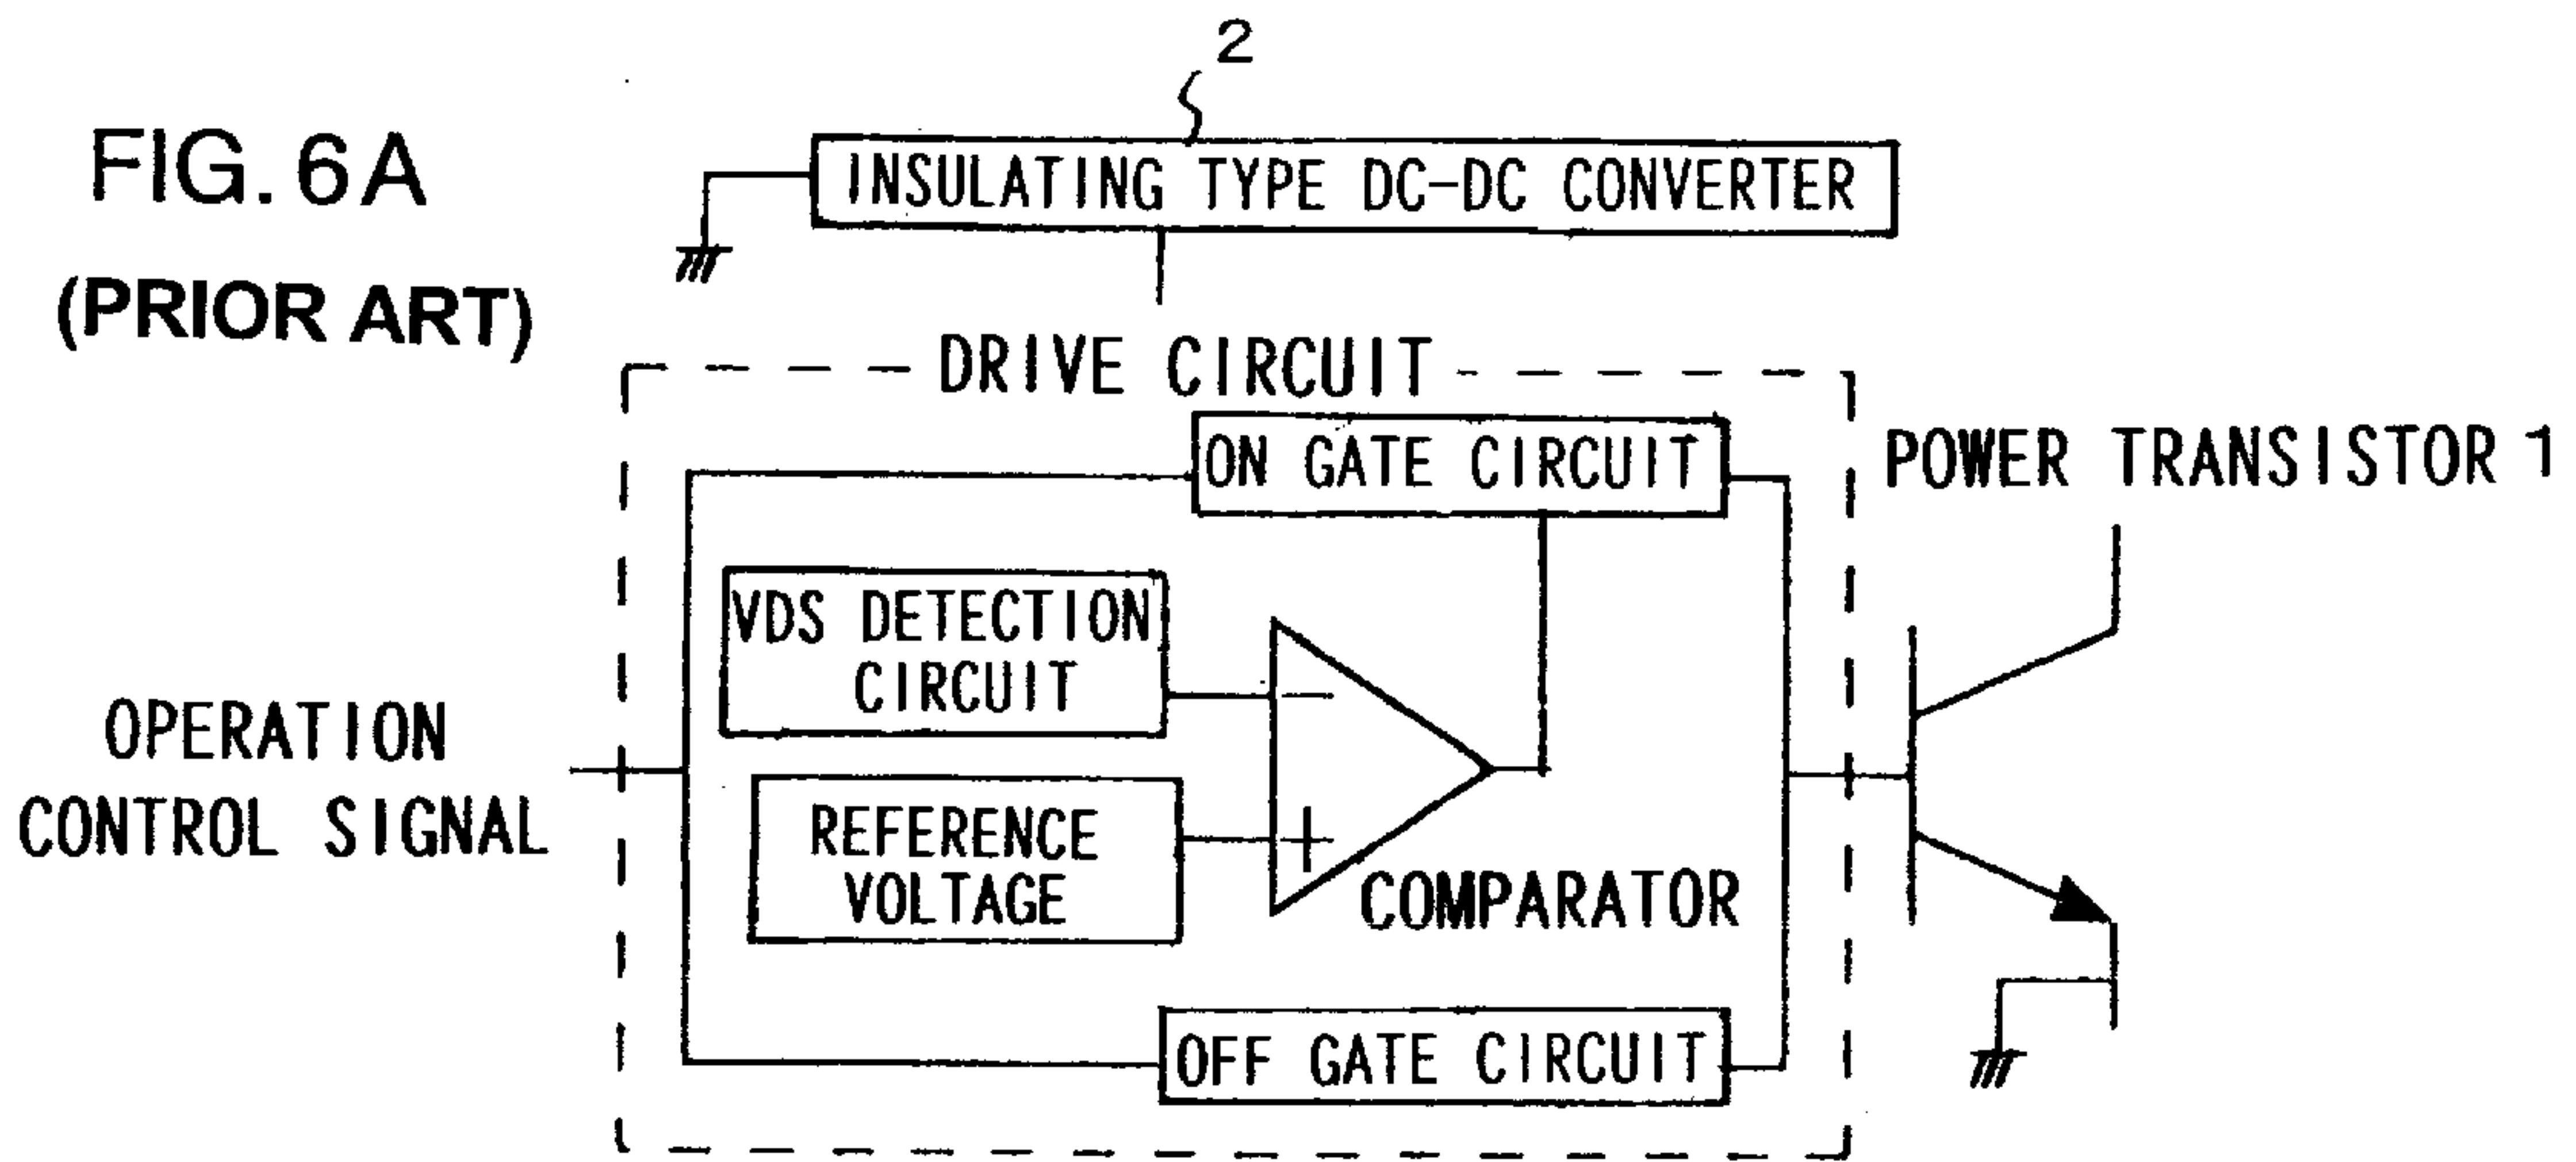 2
FIG. 6A
(PRIOR ART)
INSULATING TYPE DC-DC CONVERTER
DRIVE CIRCUIT
ON GATE CIRCUIT
POWER TRANSISTOR 1
VDS DETECTION
CIRCUIT
−
OPERATION
CONTROL SIGNAL
REFERENCE
VOLTAGE
+
COMPARATOR
OFF GATE CIRCUIT